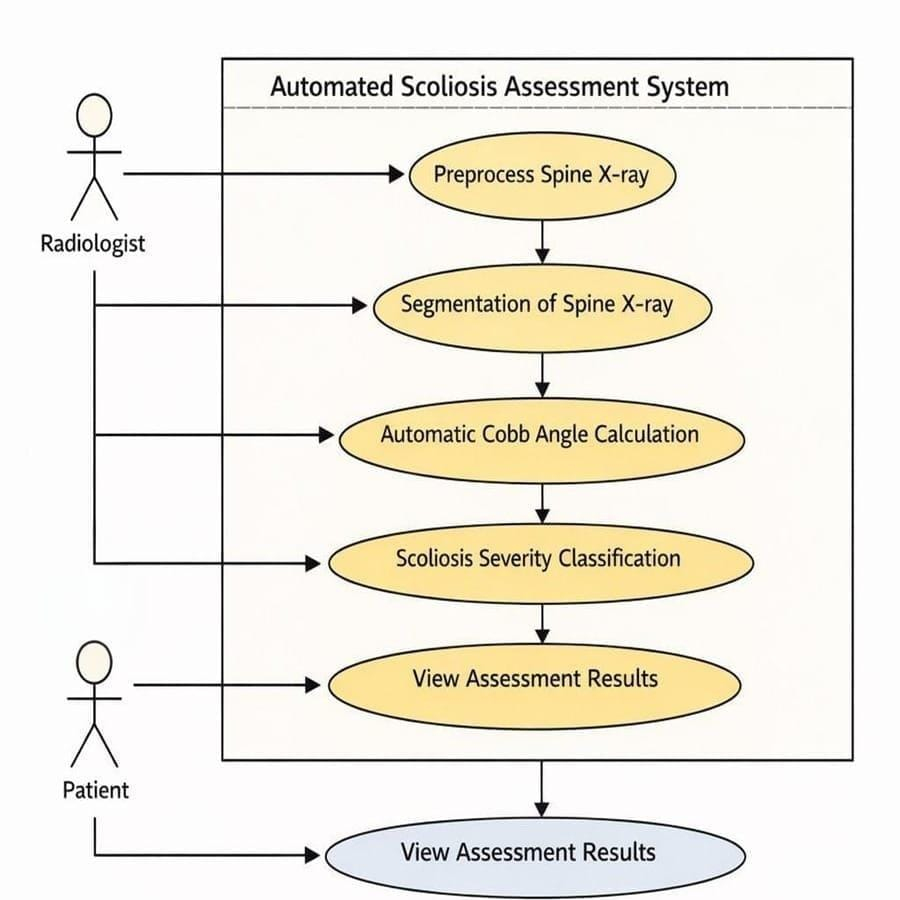 Automated Scoliosis Assessment System
Preprocess Spine X-ray
Radiologist
Segmentation of Spine X-ray
Automatic Cobb Angle Calculation
Scoliosis Severity Classification
View Assessment Results
Patient
View Assessment Results